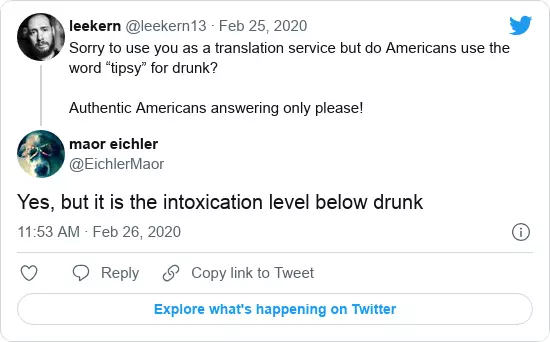 leekern @leekern13 · Feb 25, 2020
Sorry to use you as a translation service but do Americans use the
word “tipsy” for drunk?
Authentic Americans answering only please!
maor eichler
@EichlerMaor
Yes, but it is the intoxication level below drunk
11:53 AM · Feb 26, 2020
Reply
Copy link to Tweet
Explore what's happening on Twitter